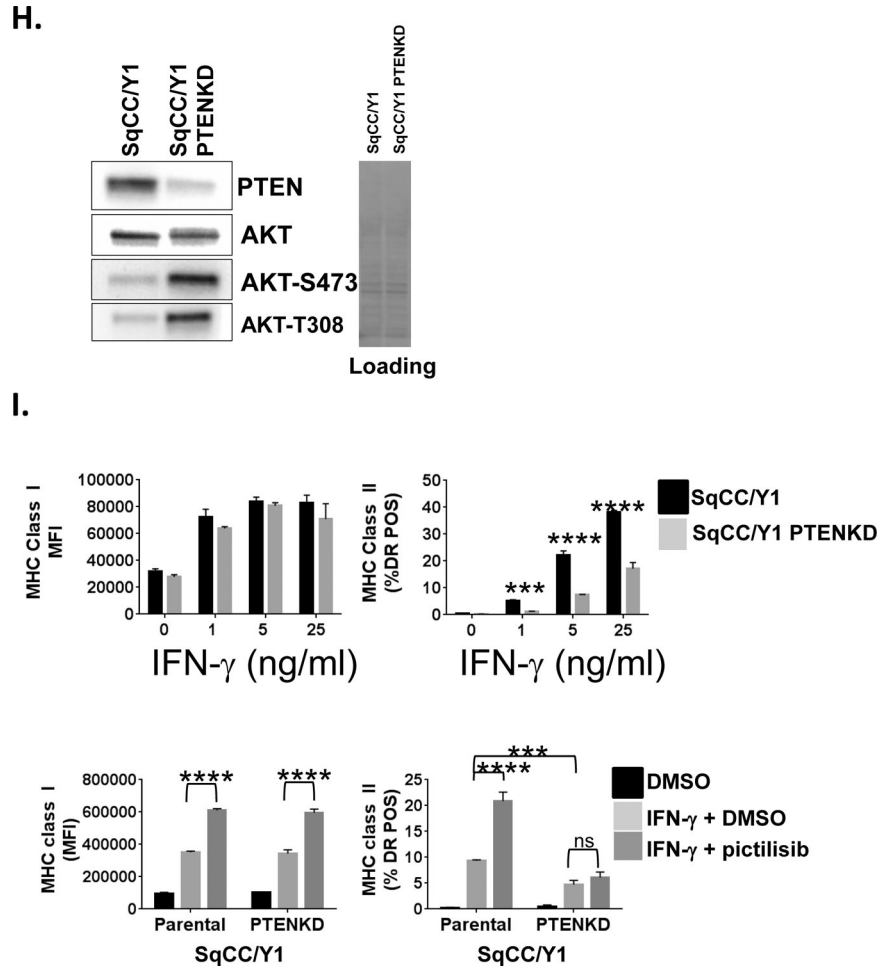 H.
SqCC/Y1
SqCC/Y1
PTENKD
SqCC/Y1
SqCC/Y1 PTENKD
PTEN
AKT
AKT-S473
AKT-T308
Loading
I.
MHC Class I
MFI
100000
80000
60000
40000
20000
0
0 1 5 25
IFN-γ (ng/ml)
MHC Class II
(%DR POS)
50
40
30
20
10
0
***
****
****
0 1 5 25
IFN-γ (ng/ml)
SqCC/Y1
SqCC/Y1 PTENKD
MHC class I
(MFI)
800000
600000
400000
200000
0
**** ****
Parental PTENKD
SqCC/Y1
MHC class II
(% DR POS)
25
20
15
10
5
0
***
****
ns
Parental PTENKD
SqCC/Y1
DMSO
IFN-γ + DMSO
IFN-γ + pictilisib